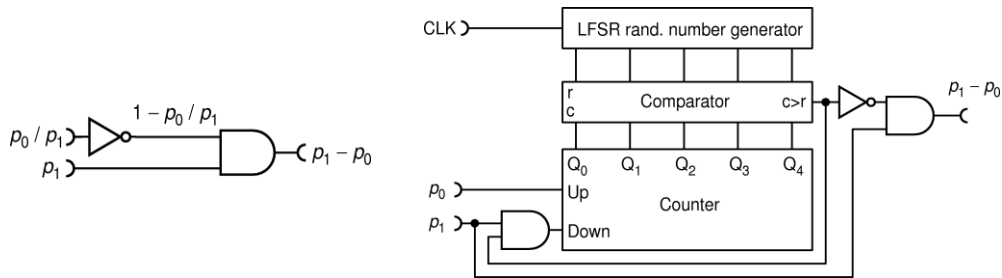 1 – p₀ / p₁
p₀ / p₁
p₁
p₁ – p₀
CLK
LFSR rand. number generator
r
c
Comparator
c>r
p₁ – p₀
Q₀ Q₁ Q₂ Q₃ Q₄
p₀
Up
Counter
p₁
Down